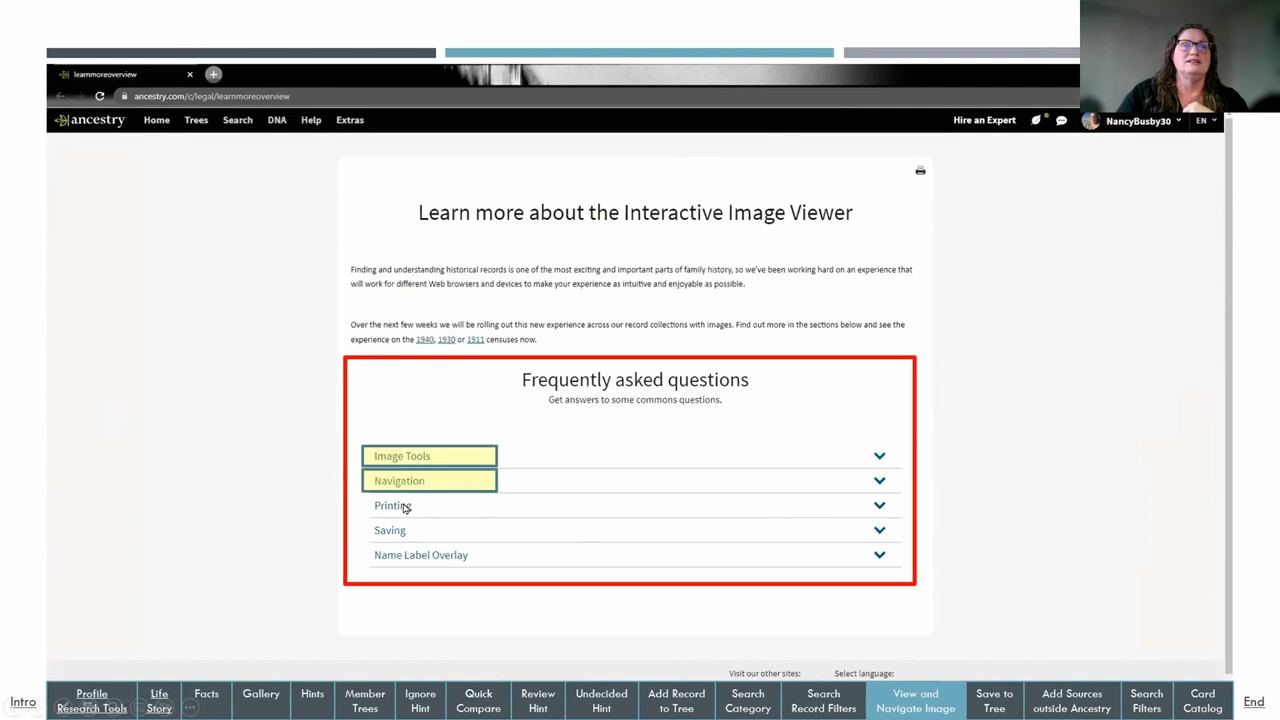 learnmoreoverview
ancestry.com/c/legal/learnmoreoverview
ancestry Home Trees Search DNA Help Extras Hire an Expert NancyBusby30 EN
Learn more about the Interactive Image Viewer
Finding and understanding historical records is one of the most exciting and important parts of family history, so we've been working hard on an experience that
will work for different Web browsers and devices to make your experience as intuitive and enjoyable as possible.
Over the next few weeks we will be rolling out this new experience across our record collections with images. Find out more in the sections below and see the
experience on the 1940, 1930 or 1911 censuses now.
Frequently asked questions
Get answers to some commons questions.
Image Tools
Navigation
Printing
Saving
Name Label Overlay
Visit our other sites: Select language:
Intro
Profile
Research Tools
Life
Story
Facts
Gallery
Hints
Member
Trees
Ignore
Hint
Quick
Compare
Review
Hint
Undecided
Hint
Add Record
to Tree
Search
Category
Search
Record Filters
View and
Navigate Image
Save to
Tree
Add Sources
outside Ancestry
Search
Filters
Card
Catalog
End